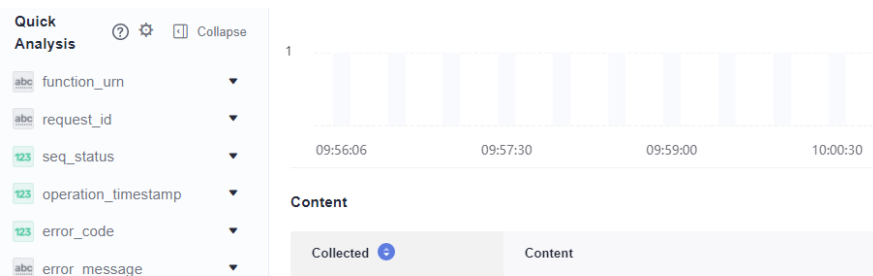 Quick
Analysis
Collapse
abc function_urn
abc request_id
123 seq_status
123 operation_timestamp
123 error_code
abc error_message
1
09:56:06 09:57:30 09:59:00 10:00:30
Content
Collected Content